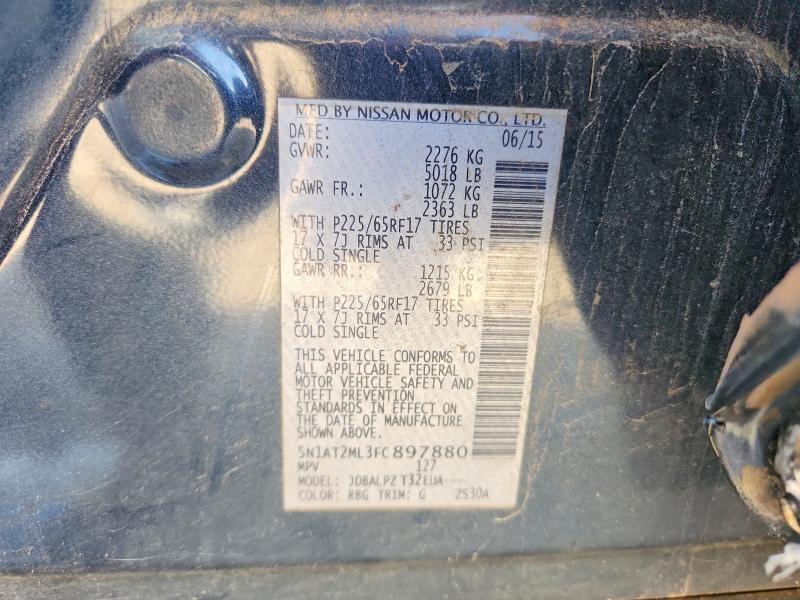 MFD BY NISSAN MOTOR CO., LTD.
DATE: 06/15
GVWR: 2276 KG
5018 LB
GAWR FR.: 1072 KG
2363 LB
WITH P225/65RF17 TIRES
17 X 7J RIMS AT 33 PSI
COLD SINGLE
GAWR RR.: 1215 KG
2679 LB
WITH P225/65RF17 TIRES
17 X 7J RIMS AT 33 PSI
COLD SINGLE
THIS VEHICLE CONFORMS TO
ALL APPLICABLE FEDERAL
MOTOR VEHICLE SAFETY AND
THEFT PREVENTION
STANDARDS IN EFFECT ON
THE DATE OF MANUFACTURE
SHOWN ABOVE.
5N1AT2ML3FC897880
MPV 127
MODEL: JDBALPZ T32EUA---
COLOR: RBG TRIM: G 2S30A